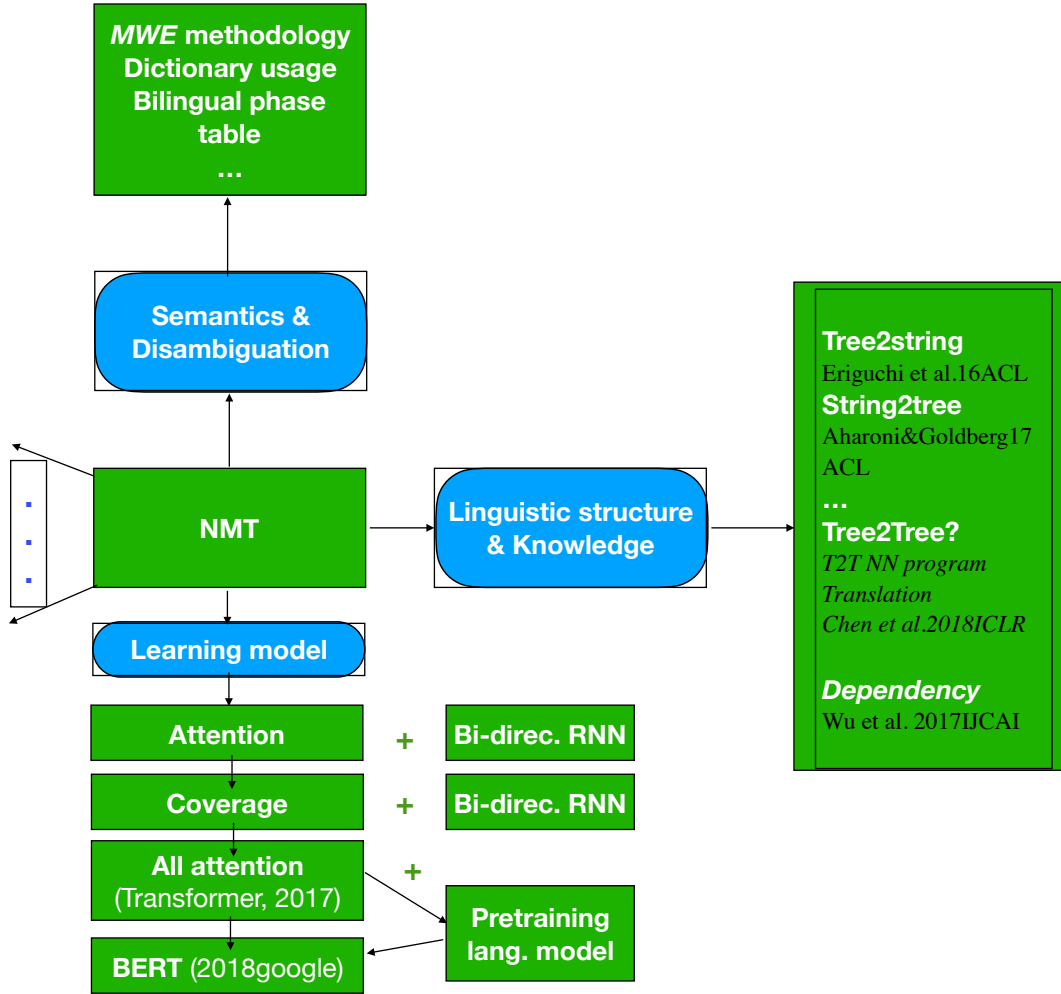 MWE methodology
Dictionary usage
Bilingual phase
table
...
Semantics &
Disambiguation
.
.
.
NMT
Linguistic structure
& Knowledge
Tree2string
Eriguchi et al.16ACL
String2tree
Aharoni&Goldberg17
ACL
...
Tree2Tree?
T2T NN program
Translation
Chen et al.2018ICLR
Dependency
Wu et al. 2017IJCAI
Learning model
Attention
+
Bi-direc. RNN
Coverage
+
Bi-direc. RNN
All attention
(Transformer, 2017)
+
Pretraining
lang. model
BERT (2018google)